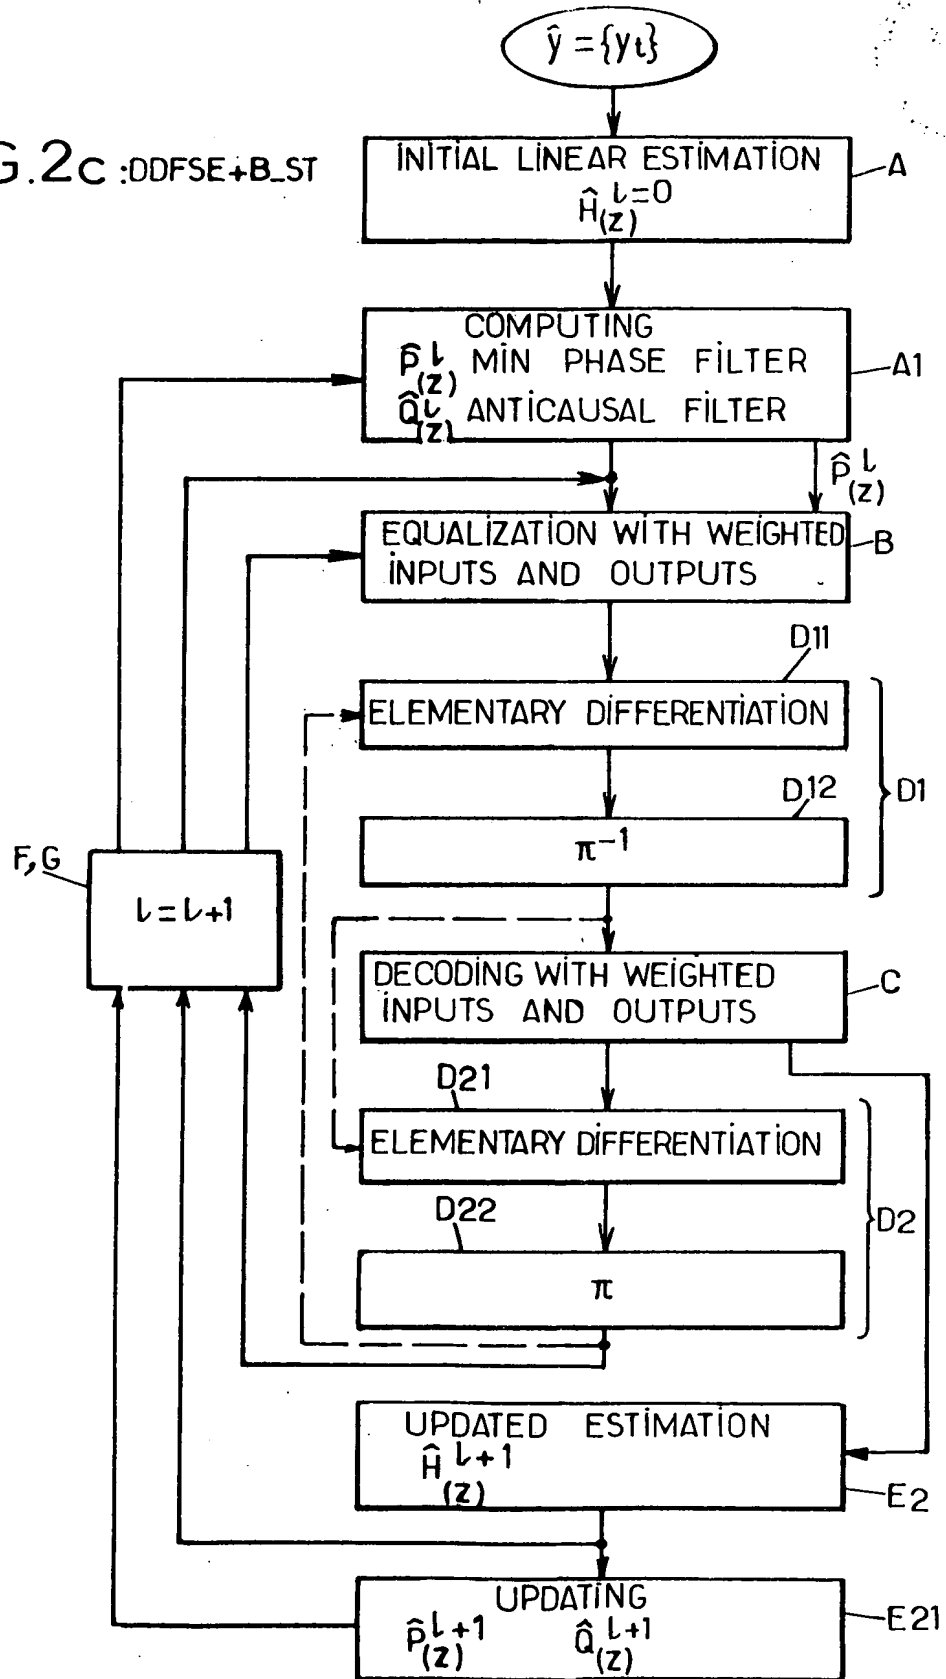 ŷ = {yt}
G.2c :DDFSE+B_ST
INITIAL LINEAR ESTIMATION
Ĥ(z)^l=0
A
COMPUTING
P̂(z)^l MIN PHASE FILTER
Q̂(z)^l ANTICAUSAL FILTER
A1
P̂(z)^l
EQUALIZATION WITH WEIGHTED
INPUTS AND OUTPUTS
B
D11
ELEMENTARY DIFFERENTIATION
D12
π⁻¹
D1
F,G
l=l+1
DECODING WITH WEIGHTED
INPUTS AND OUTPUTS
C
D21
ELEMENTARY DIFFERENTIATION
D22
π
D2
UPDATED ESTIMATION
Ĥ(z)^l+1
E2
UPDATING
P̂(z)^l+1 Q̂(z)^l+1
E21